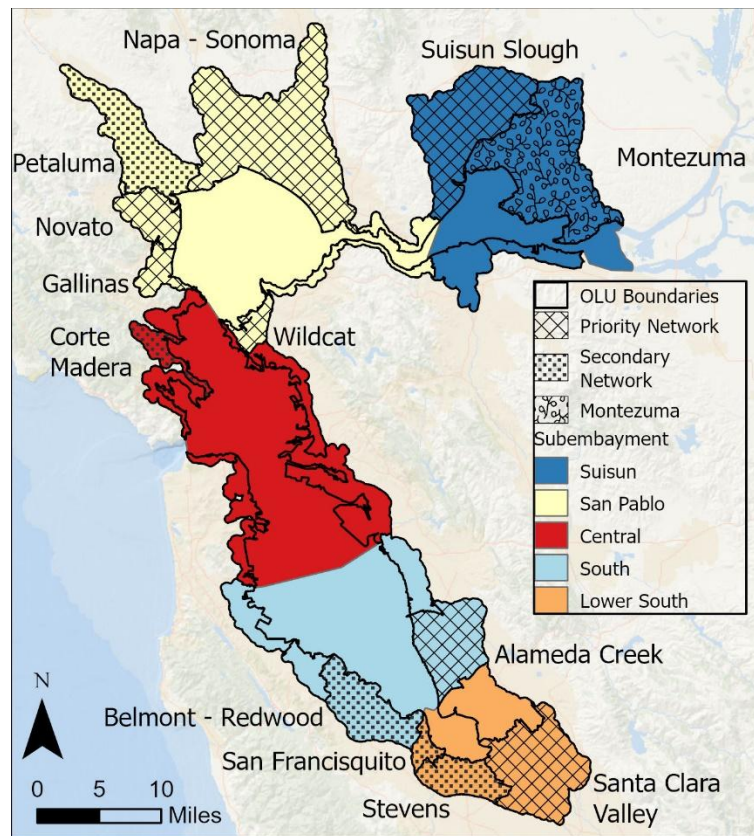 Napa - Sonoma
Suisun Slough
Petaluma
Montezuma
Novato
Gallinas
Corte
Madera
Wildcat
OLU Boundaries
Priority Network
Secondary
Network
Montezuma
Subembayment
Suisun
San Pablo
Central
South
Lower South
Alameda Creek
Belmont - Redwood
San Francisquito
Stevens
Santa Clara
Valley
N
0 5 10
Miles